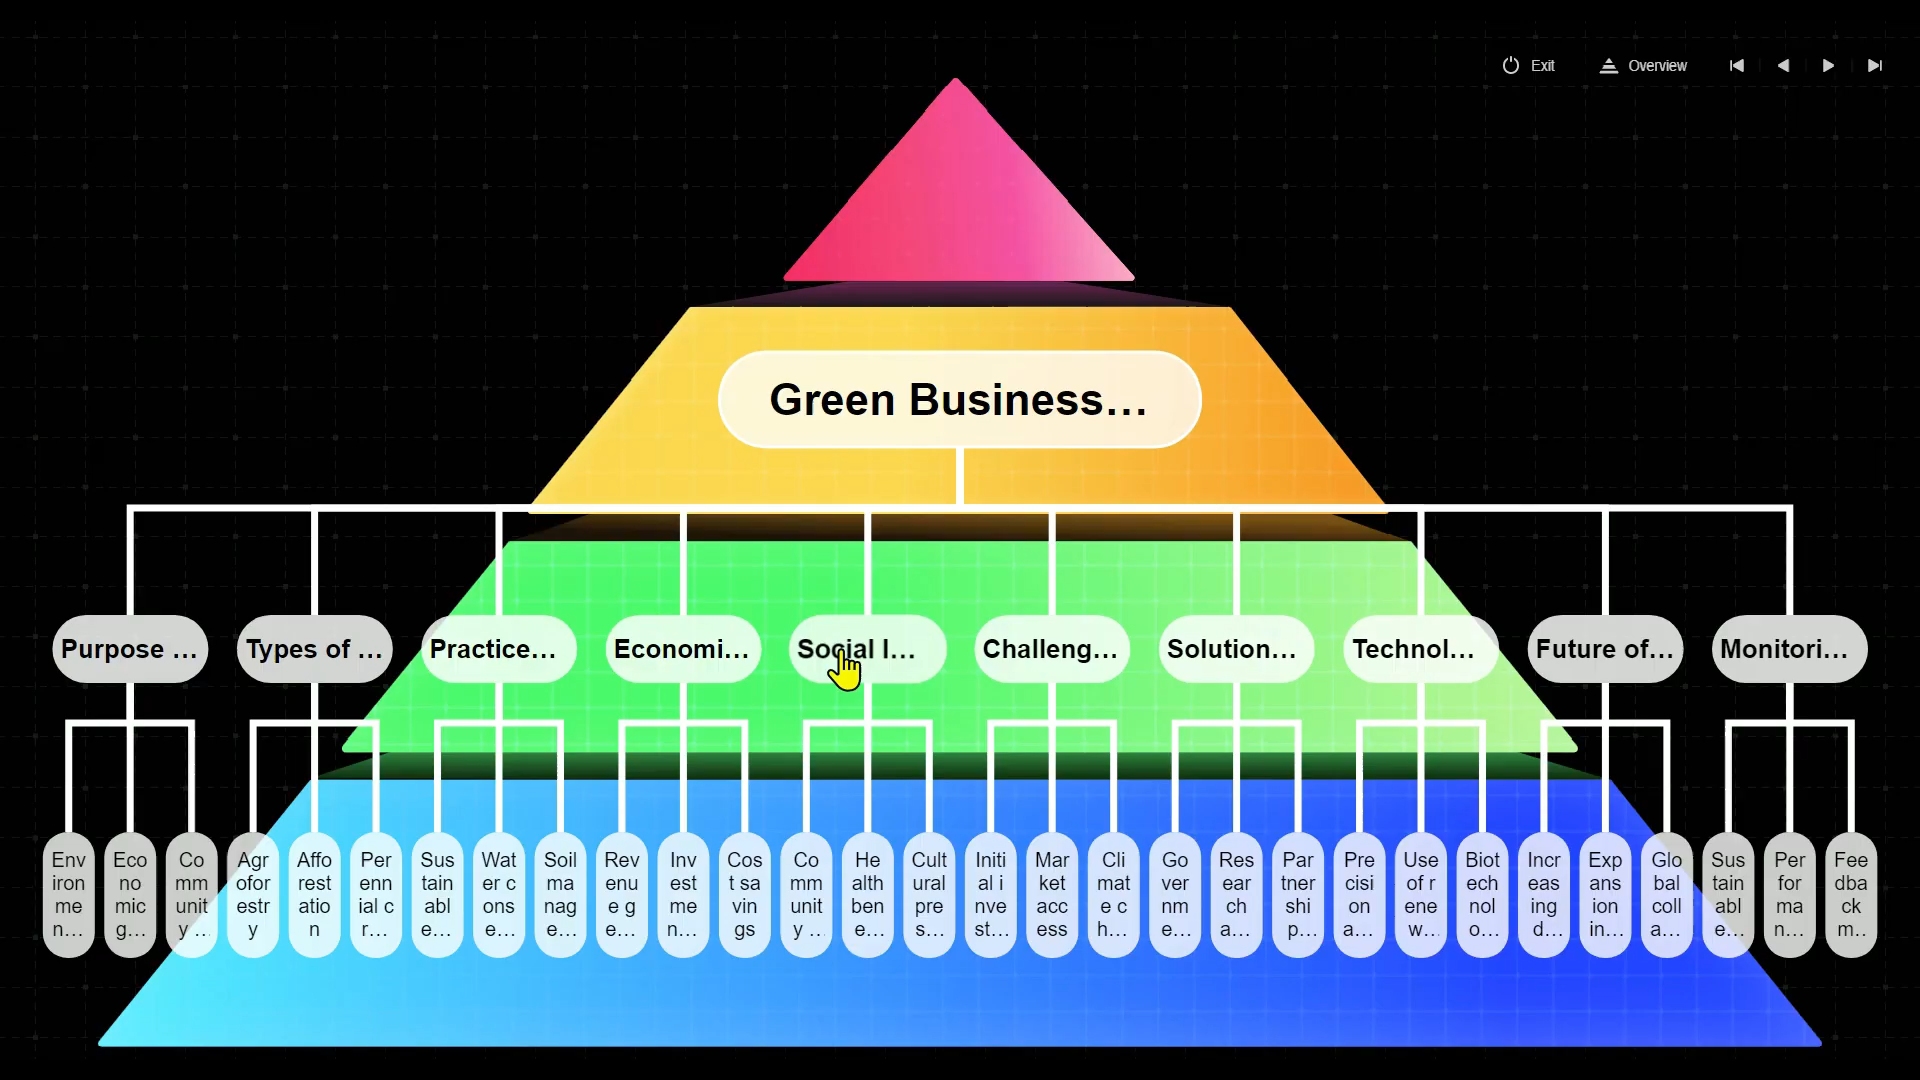 Exit
Overview
Green Business...
Purpose ...
Types of ...
Practice...
Economi...
Social I...
Challeng...
Solution...
Technol...
Future of...
Monitori...
Env
iron
me
n...
Eco
no
mic
g...
Co
mm
unit
y ...
Agr
ofor
estr
y
Affo
rest
atio
n
Per
enn
ial c
r...
Sus
tain
abl
e...
Wat
er c
ons
e...
Soil
ma
nag
e...
Rev
enu
e g
e...
Inv
est
me
n...
Cos
t sa
vin
gs
Co
mm
unit
y ..
He
alth
ben
e...
Cult
ural
pre
s...
Initi
al i
nve
st...
Mar
ket
acc
ess
Cli
mat
e c
h...
Go
ver
nm
e...
Res
ear
ch
a...
Par
tner
shi
p...
Pre
cisi
on
a...
Use
of r
ene
w...
Biot
ech
nol
o...
Incr
eas
ing
d...
Exp
ans
ion
in...
Glo
bal
coll
a...
Sus
tain
abl
e...
Per
for
ma
n...
Fee
dba
ck
m..